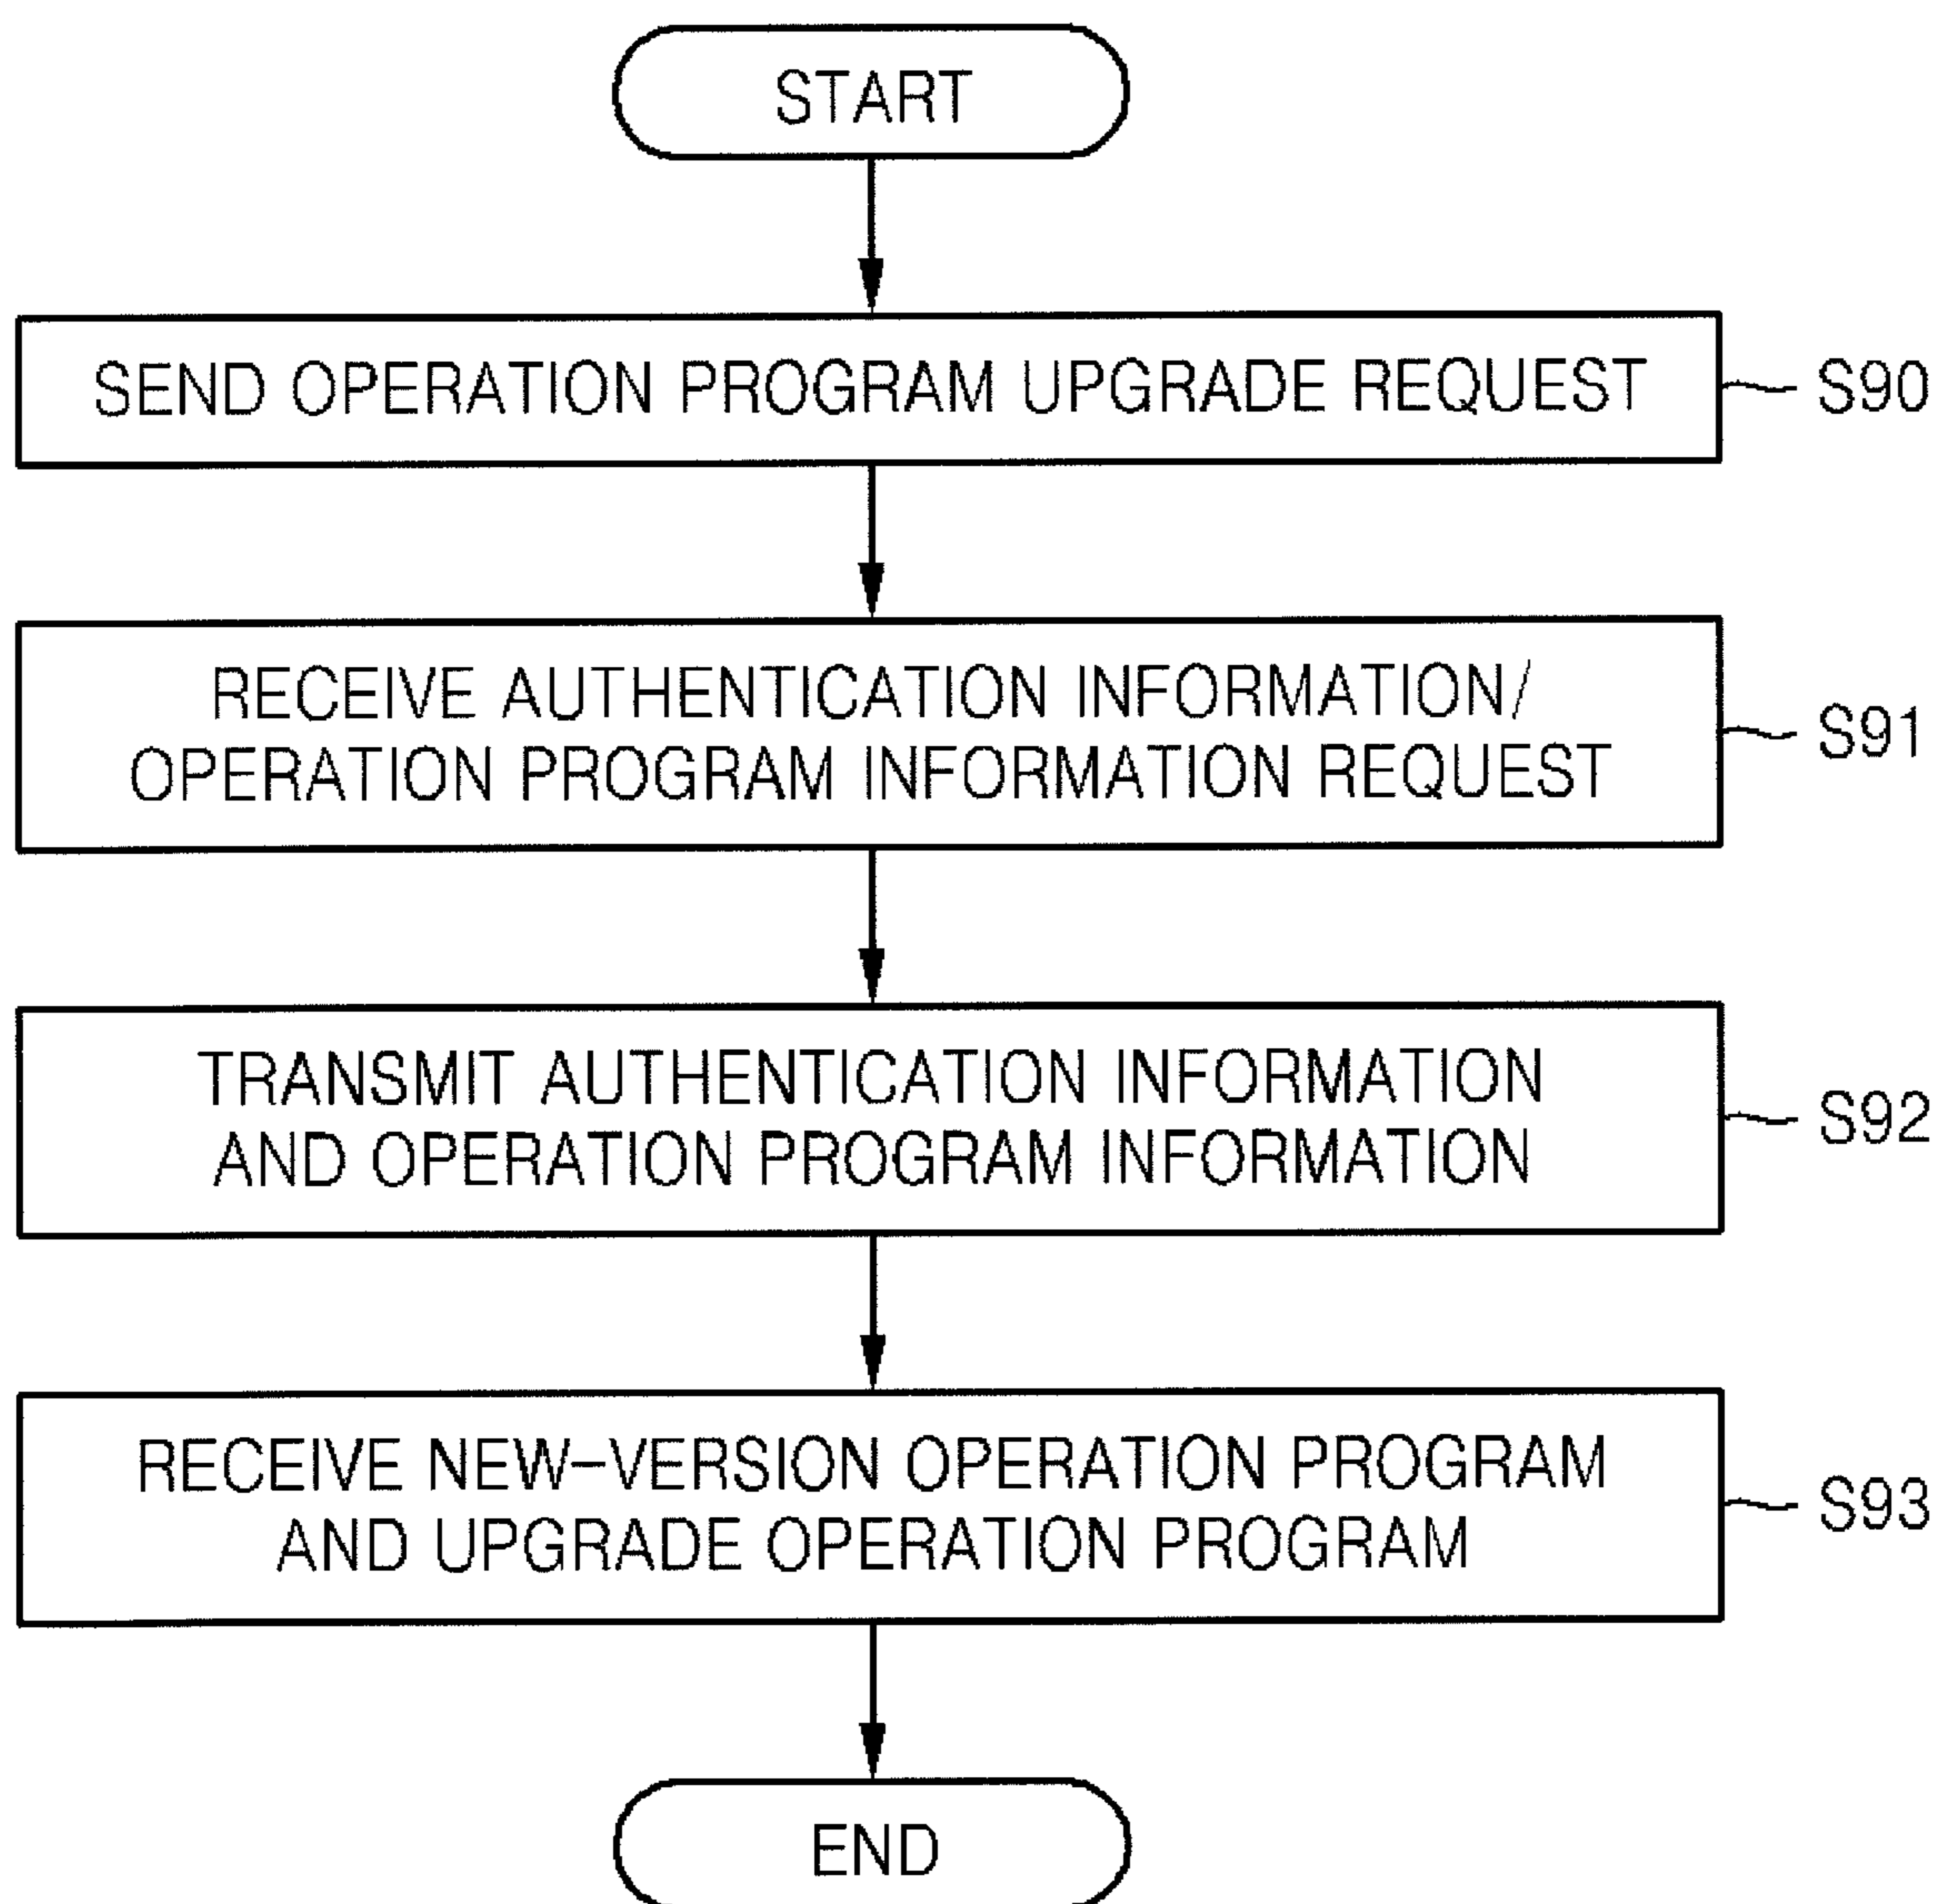 START
SEND OPERATION PROGRAM UPGRADE REQUEST
S90
RECEIVE AUTHENTICATION INFORMATION/
OPERATION PROGRAM INFORMATION REQUEST
S91
TRANSMIT AUTHENTICATION INFORMATION
AND OPERATION PROGRAM INFORMATION
S92
RECEIVE NEW-VERSION OPERATION PROGRAM
AND UPGRADE OPERATION PROGRAM
S93
END